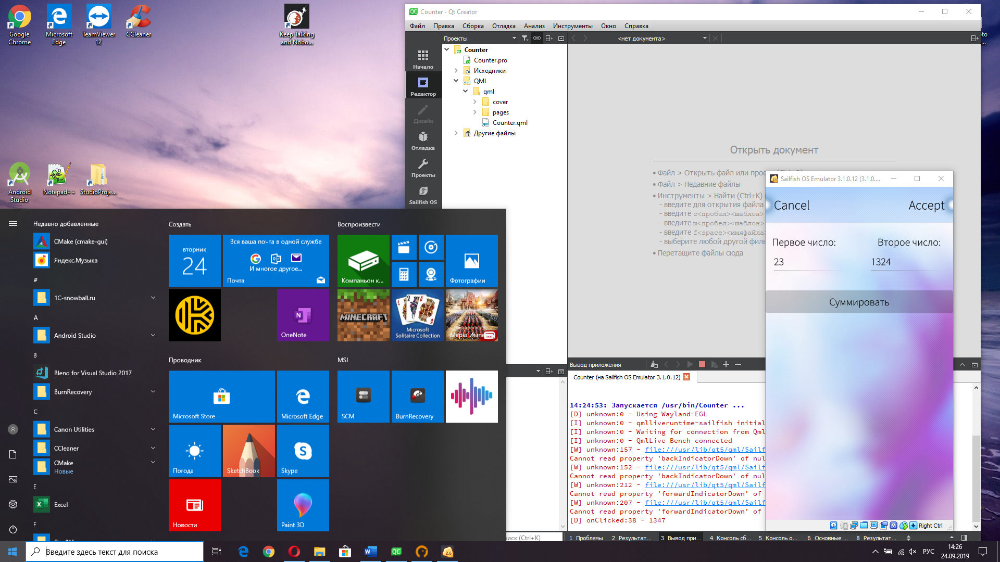 Google
Chrome
Microsoft
Edge
TeamViewer
12
CCleaner
Keep Talking
and Nobo...
Android
Studio
Notepad++
StudioProje...
Counter - Qt Creator
Файл Правка Сборка Отладка Анализ Инструменты Окно Справка
Проекты
<нет документа>
Начало
Редактор
Дизайн
Отладка
Проекты
Sailfish OS
Counter
Counter.pro
Исходники
QML
qml
cover
pages
Counter.qml
Другие файлы
Открыть документ
• Файл > Открыть файл или
• Файл > Недавние файлы
• Инструменты > Найти (Ctrl+K)
- введите для открытия файла
- введите c<пробел><шаблон>
- введите m<пробел><шаблон>
- введите f<space><имяфайла
- выберите любой другой
• Перетащите файлы сюда
Sailfish OS Emulator 3.1.0.12 (3.1.0....
Cancel
Accept
Первое число:
Второе число:
23
1324
Суммировать
Right Ctrl
Недавно добавленные
CMake (cmake-gui)
Яндекс.Музыка
#
1C-snowball.ru
A
Android Studio
B
Blend for Visual Studio 2017
BurnRecovery
C
Canon Utilities
CCleaner
CMake
Новые
E
Excel
F
Создать
вторник
24
Вся ваша почта в одной службе
И многое другое...
Почта
OneNote
Воспроизвести
Компаньон к...
Фотографии
MINECRAFT
Microsoft
Solitaire Collection
Марш Импе
Проводник
Microsoft Store
Microsoft Edge
Погода
SketchBook
Skype
Новости
Paint 3D
MSI
SCM
BurnRecovery
Вывод приложения
Counter (на Sailfish OS Emulator 3.1.0.12)
14:24:53: Запускается /usr/bin/Counter ...
[D] unknown:0 - Using Wayland-EGL
[I] unknown:0 - qmlliveruntime-sailfish initial
[I] unknown:0 - Waiting for connection from Qml
[I] unknown:0 - QmlLive Bench connected
[W] unknown:157 - file:///usr/lib/qt5/qml/Sailf
Cannot read property 'backIndicatorDown' of nul
[W] unknown:152 - file:///usr/lib/qt5/qml/Sailf
Cannot read property 'backIndicatorDown' of nul
[W] unknown:212 - file:///usr/lib/qt5/qml/Sailf
Cannot read property 'forwardIndicatorDown' of
[W] unknown:207 - file:///usr/lib/qt5/qml/Sailf
Cannot read property 'forwardIndicatorDown' of
[D] onClicked:38 - 1347
иск (Ctrl+K)
1 Проблемы 2 Результат... 3 Вывод при... 4 Консоль сб... 5 Консоль о... 6 Основные ... 8 Результат...
Введите здесь текст для поиска
2.6
РУС
14:26
24.09.2019